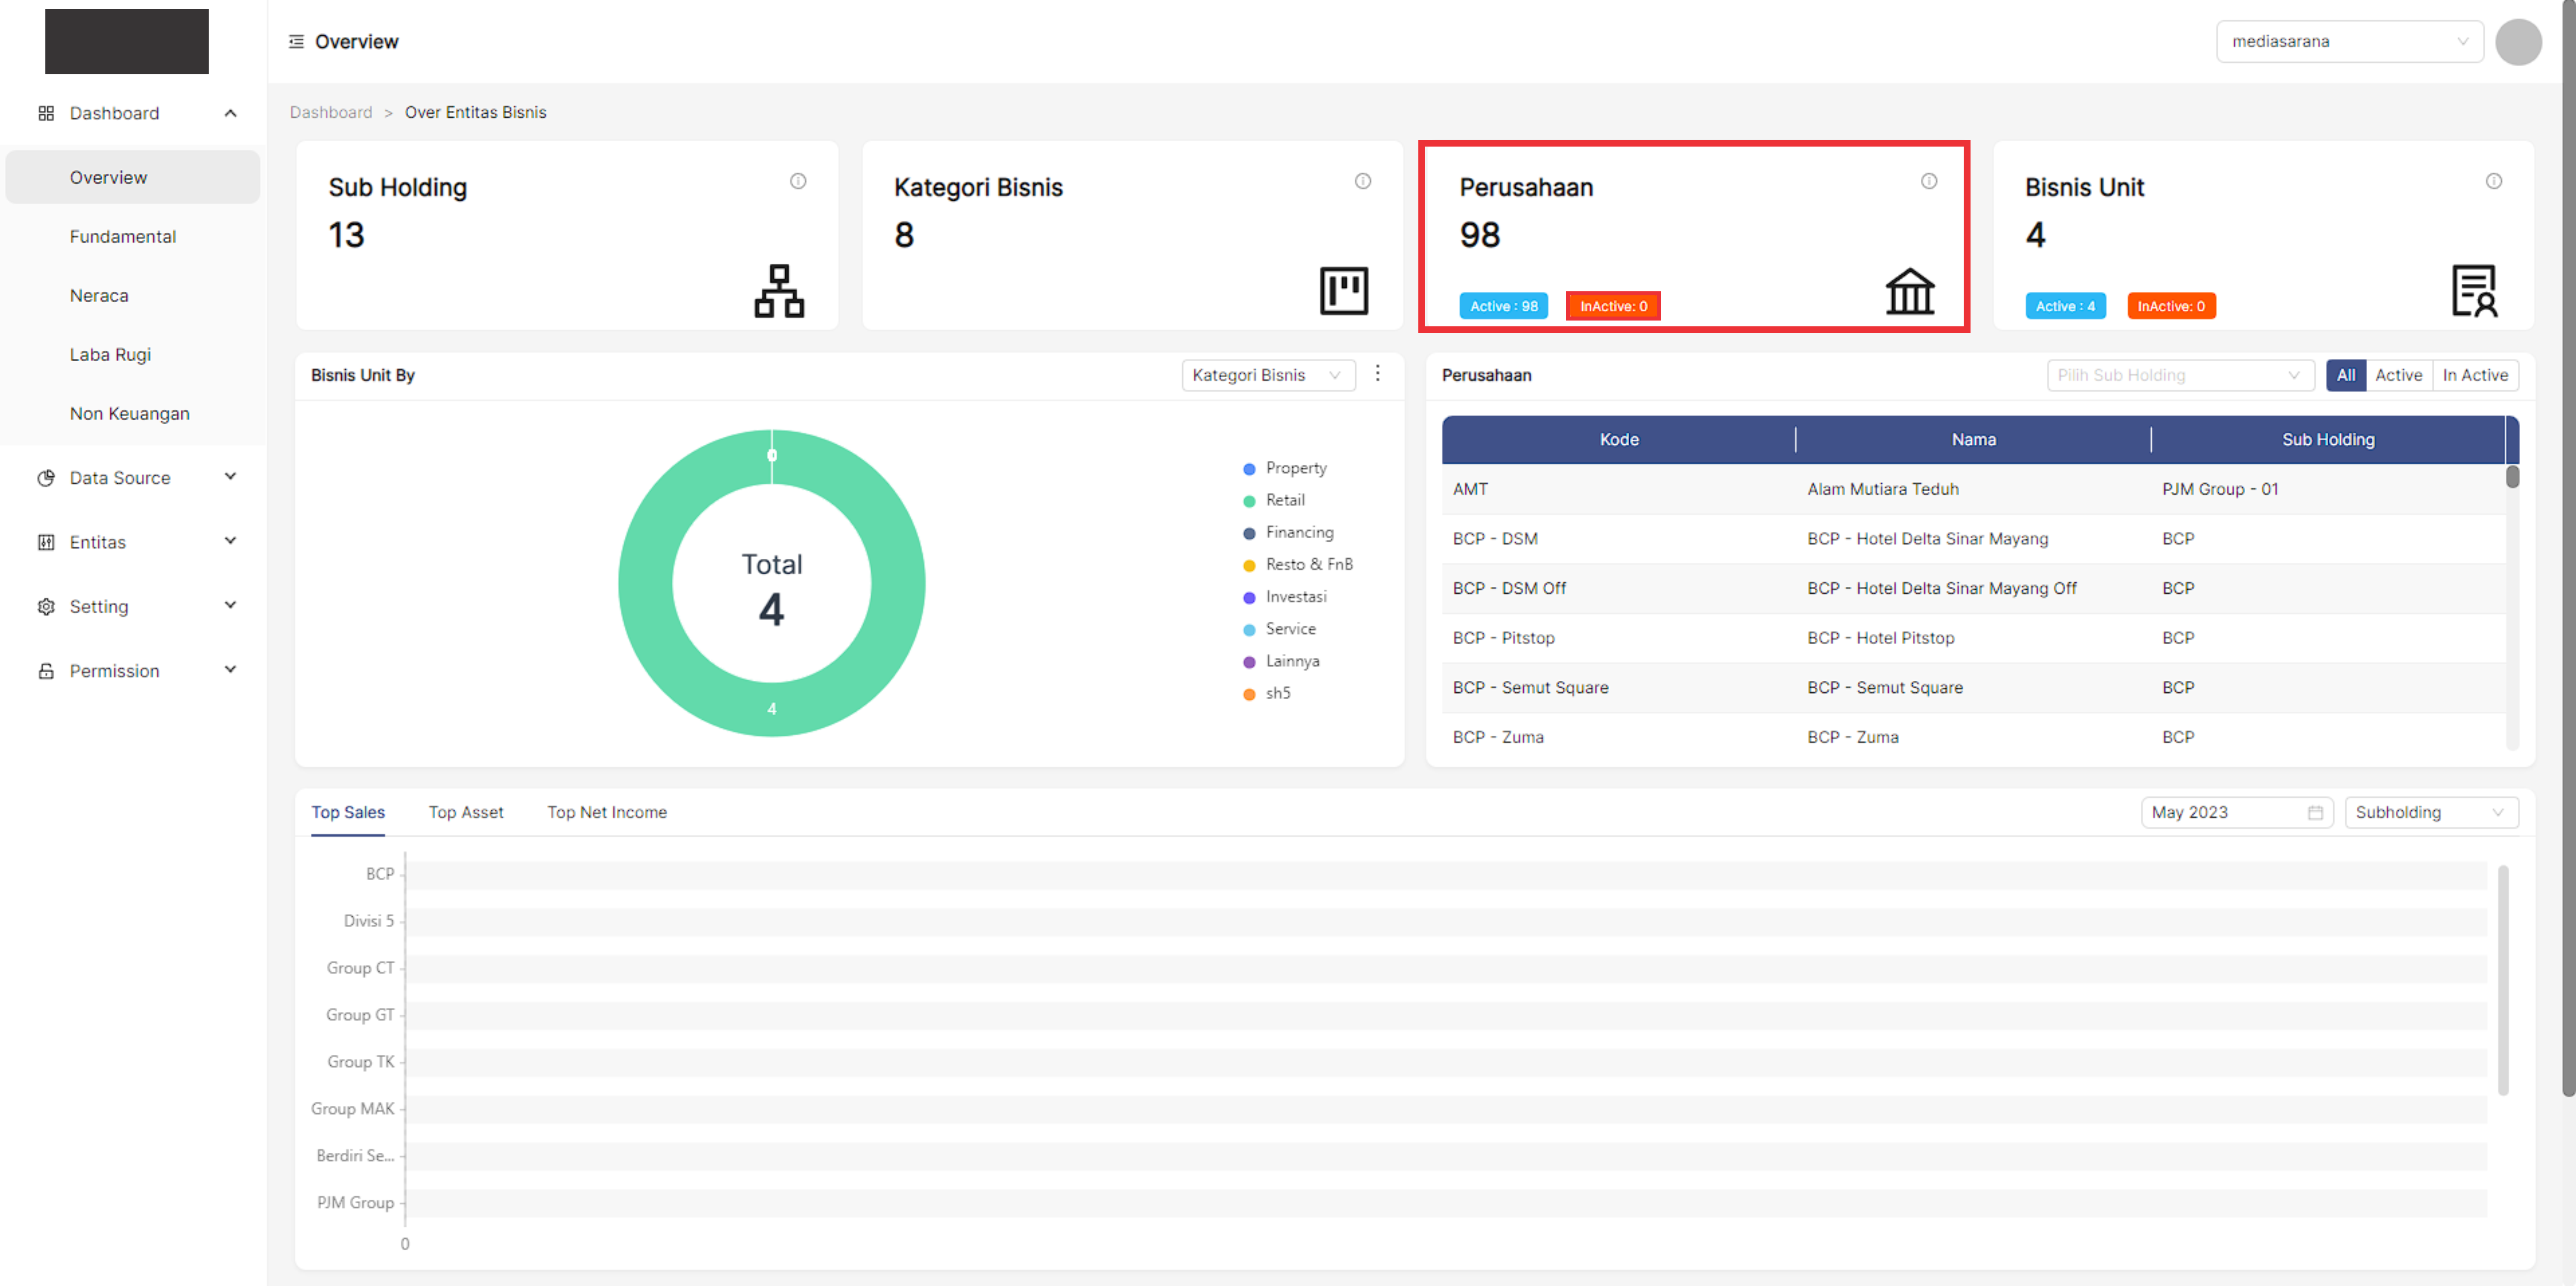 Overview
mediasarana
Dashboard
Overview
Fundamental
Neraca
Laba Rugi
Non Keuangan
Data Source
Entitas
Setting
Permission
Dashboard > Over Entitas Bisnis
Sub Holding
13
Kategori Bisnis
8
Perusahaan
98
Active : 98 InActive: 0
Bisnis Unit
4
Active : 4 InActive: 0
Bisnis Unit By
Kategori Bisnis
0
Total
4
4
Property
Retail
Financing
Resto & FnB
Investasi
Service
Lainnya
sh5
Perusahaan
Pilih Sub Holding
All Active In Active
Kode Nama Sub Holding
AMT Alam Mutiara Teduh PJM Group - 01
BCP - DSM BCP - Hotel Delta Sinar Mayang BCP
BCP - DSM Off BCP - Hotel Delta Sinar Mayang Off BCP
BCP - Pitstop BCP - Hotel Pitstop BCP
BCP - Semut Square BCP - Semut Square BCP
BCP - Zuma BCP - Zuma BCP
Top Sales Top Asset Top Net Income
May 2023 Subholding
BCP
Divisi 5
Group CT
Group GT
Group TK
Group MAK
Berdiri Se...
PJM Group
0